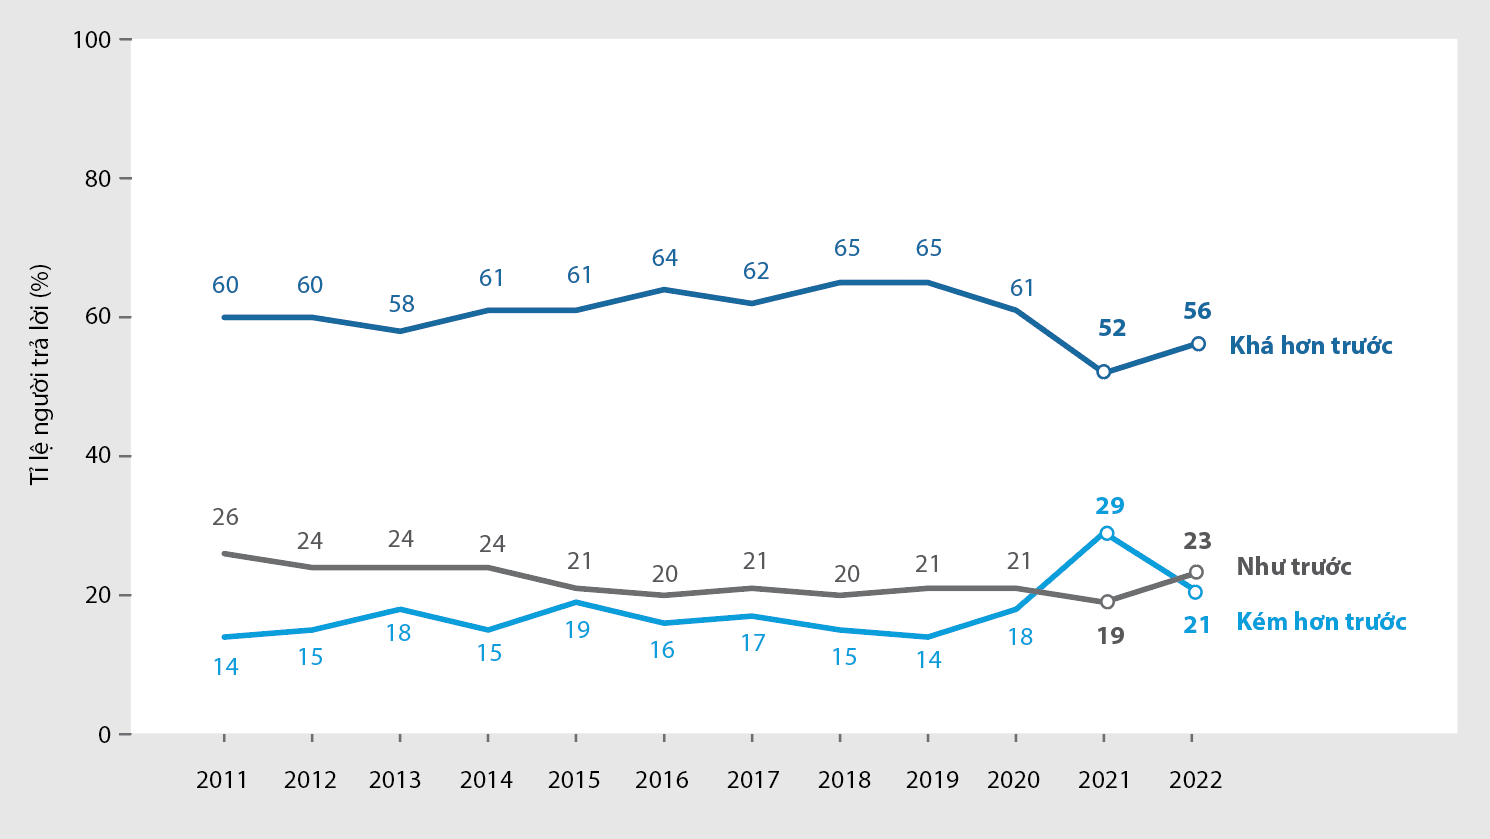 100
80
60
40
20
0
Tỉ lệ người trả lời (%)
60 60 58 61 61 64 62 65 65 61 52 56
Khá hơn trước
26 24 24 24 21 20 21 20 21 21 19 23
Như trước
14 15 18 15 19 16 17 15 14 18 29 21
Kém hơn trước
2011 2012 2013 2014 2015 2016 2017 2018 2019 2020 2021 2022